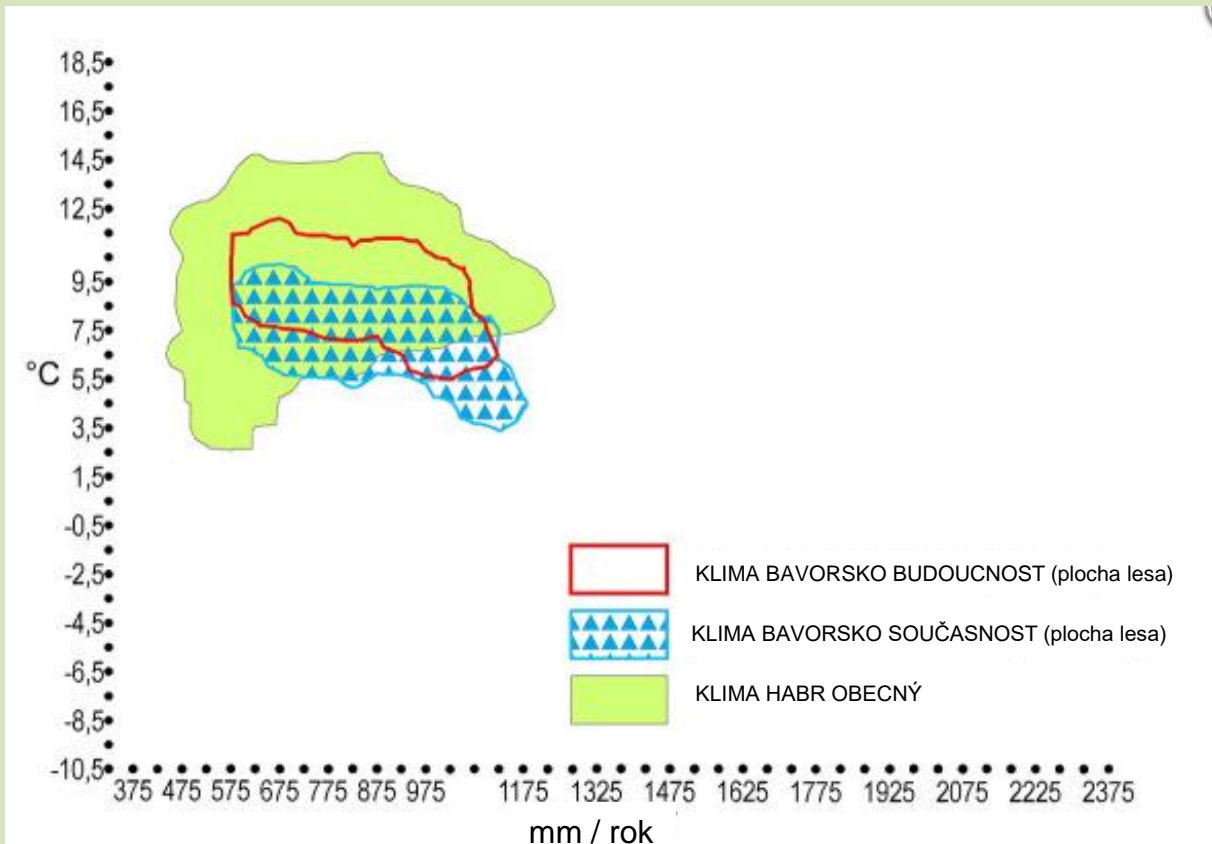 18,5
16,5
14,5
12,5
9,5
7,5
°C
5,5
3,5
1,5
-0,5
-2,5
-4,5
-6,5
-8,5
-10,5
KLIMA BAVORSKO BUDOUCNOST (plocha lesa)
KLIMA BAVORSKO SOUČASNOST (plocha lesa)
KLIMA HABR OBECNÝ
375 475 575 675 775 875 975 1175 1325 1475 1625 1775 1925 2075 2225 2375
mm / rok